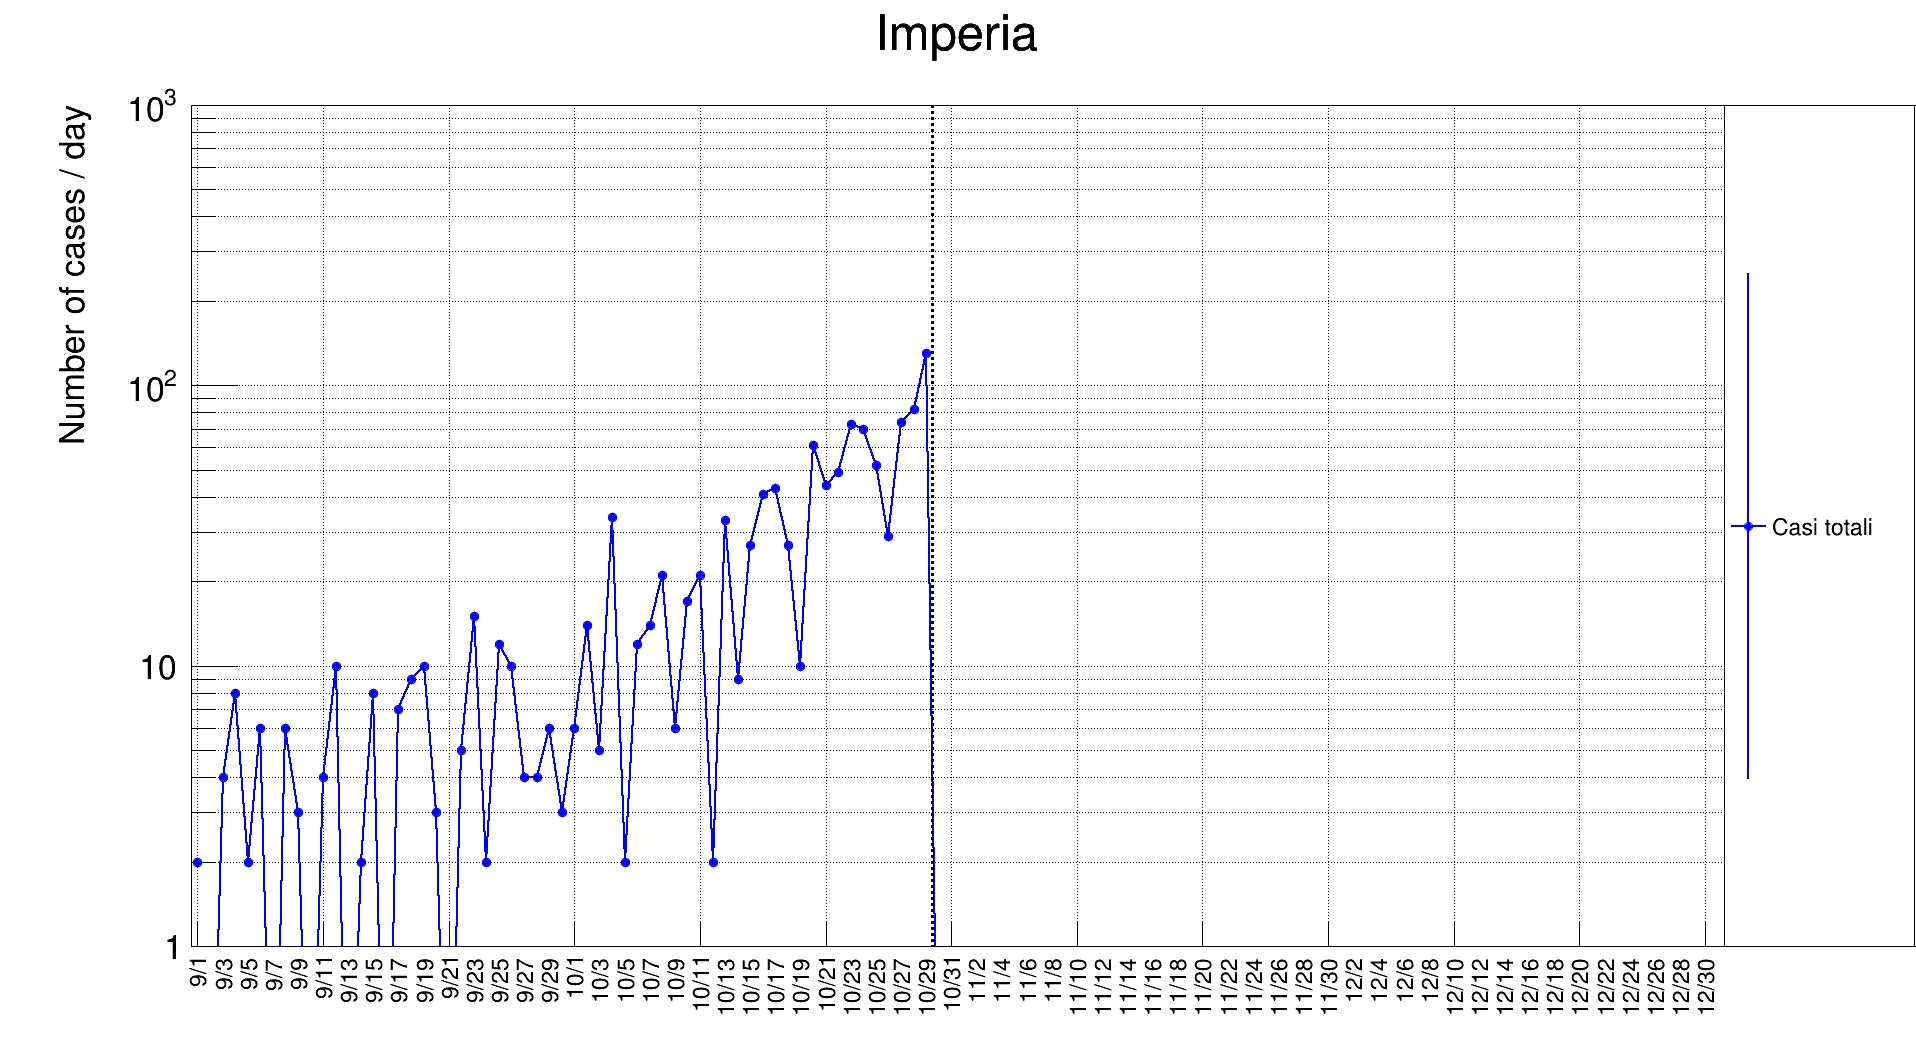 Imperia
Number of cases / day
10³
10²
10
1
9/1 9/3 9/5 9/7 9/9 9/11 9/13 9/15 9/17 9/19 9/21 9/23 9/25 9/27 9/29 10/1 10/3 10/5 10/7 10/9 10/11 10/13 10/15 10/17 10/19 10/21 10/23 10/25 10/27 10/29 10/31 11/2 11/4 11/6 11/8 11/10 11/12 11/14 11/16 11/18 11/20 11/22 11/24 11/26 11/28 11/30 12/2 12/4 12/6 12/8 12/10 12/12 12/14 12/16 12/18 12/20 12/22 12/24 12/26 12/28 12/30
Casi totali